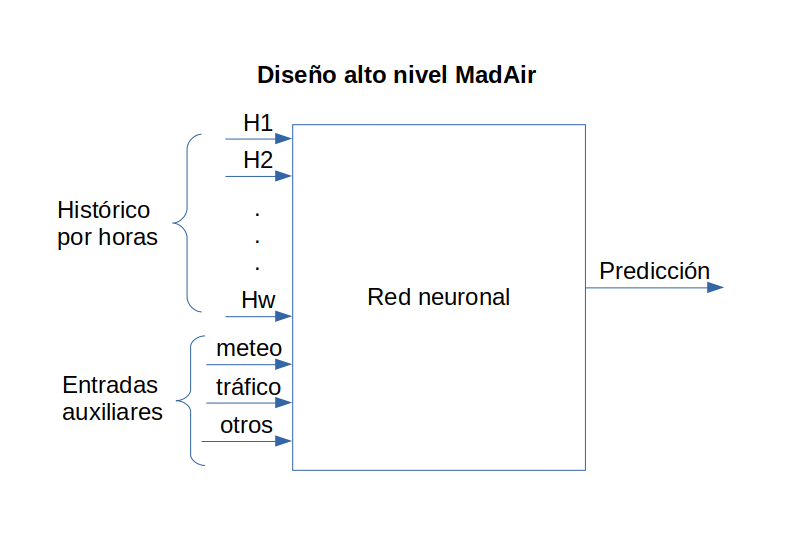 Diseño alto nivel MadAir
H1
H2
.
.
.
Hw
Histórico
por horas
meteo
tráfico
otros
Entradas
auxiliares
Red neuronal
Predicción